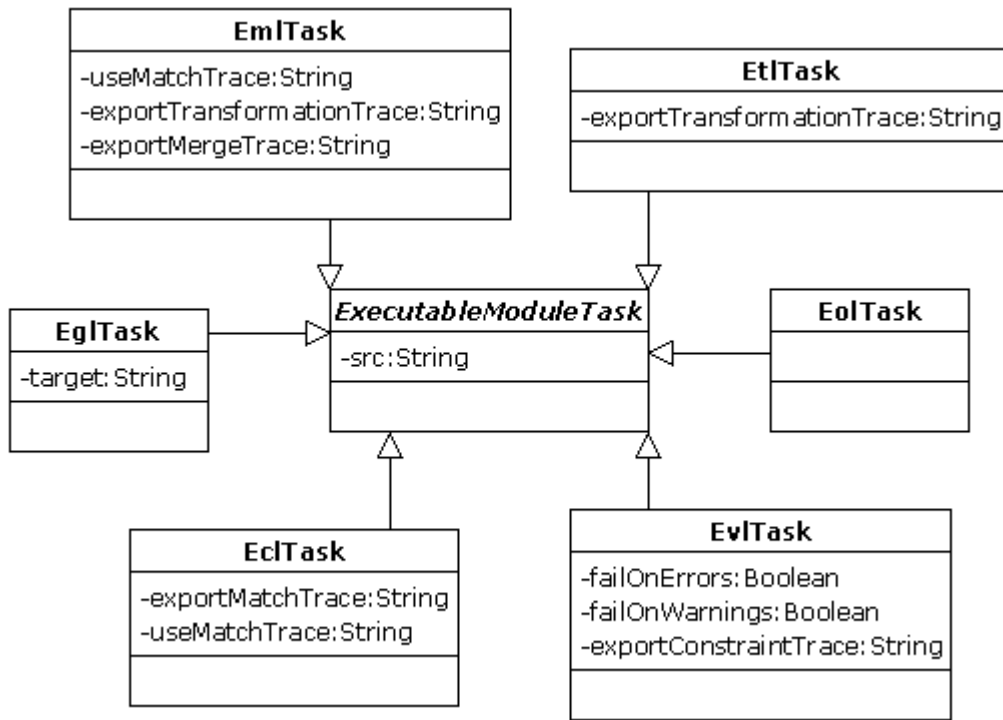 EmlTask
-useMatchTrace:String
-exportTransformationTrace:String
-exportMergeTrace:String
EtlTask
-exportTransformationTrace:String
EglTask
-target:String
ExecutableModuleTask
-src:String
EolTask
EclTask
-exportMatchTrace:String
-useMatchTrace:String
EvlTask
-failOnErrors:Boolean
-failOnWarnings:Boolean
-exportConstraintTrace:String